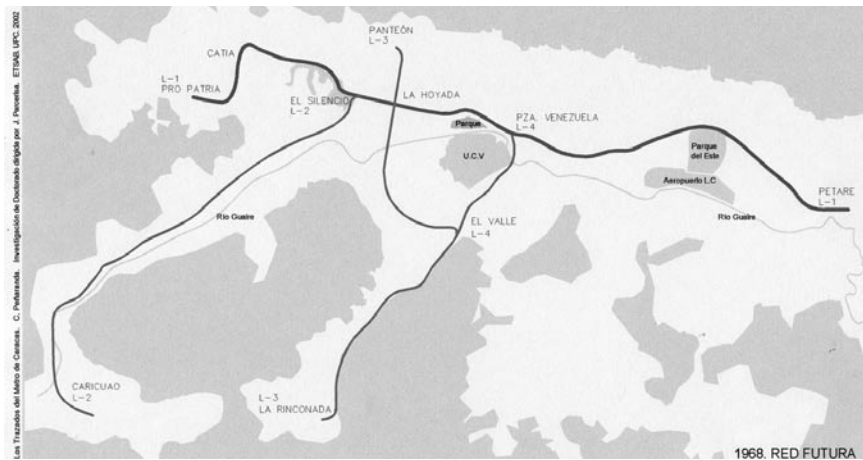 Los Trazados del Metro de Caracas. C. Peñaranda. Investigación de Doctorado dirigida por J. Parcerisa. ETSAB. UPC. 2002
PANTEÓN
L-3
CATIA
L-1
PRO PATRIA
EL SILENCIO
L-2
LA HOYADA
Parque
PZA. VENEZUELA
L-4
U.C.V
Parque
del Este
Aeropuerto L.C
PETARE
L-1
Río Guaire
EL VALLE
L-4
Río Guaire
CARICUAO
L-2
L-3
LA RINCONADA
1968. RED FUTURA